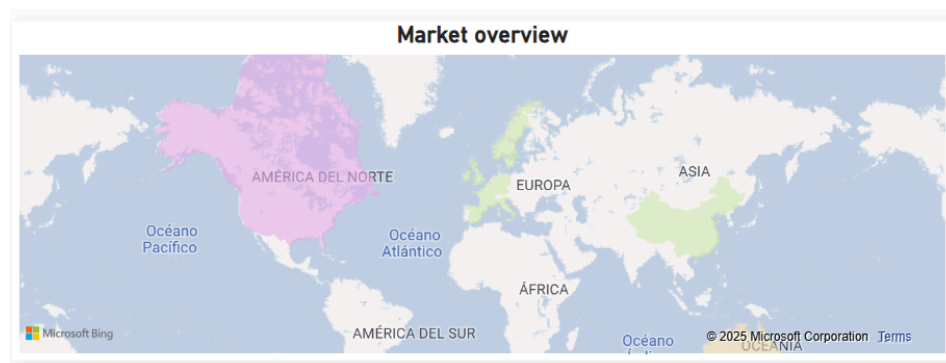 Market overview
AMÉRICA DEL NORTE
EUROPA
ASIA
Océano
Pacífico
Océano
Atlántico
ÁFRICA
AMÉRICA DEL SUR
Océano
Microsoft Bing
© 2025 Microsoft Corporation Terms
OCEANÍA